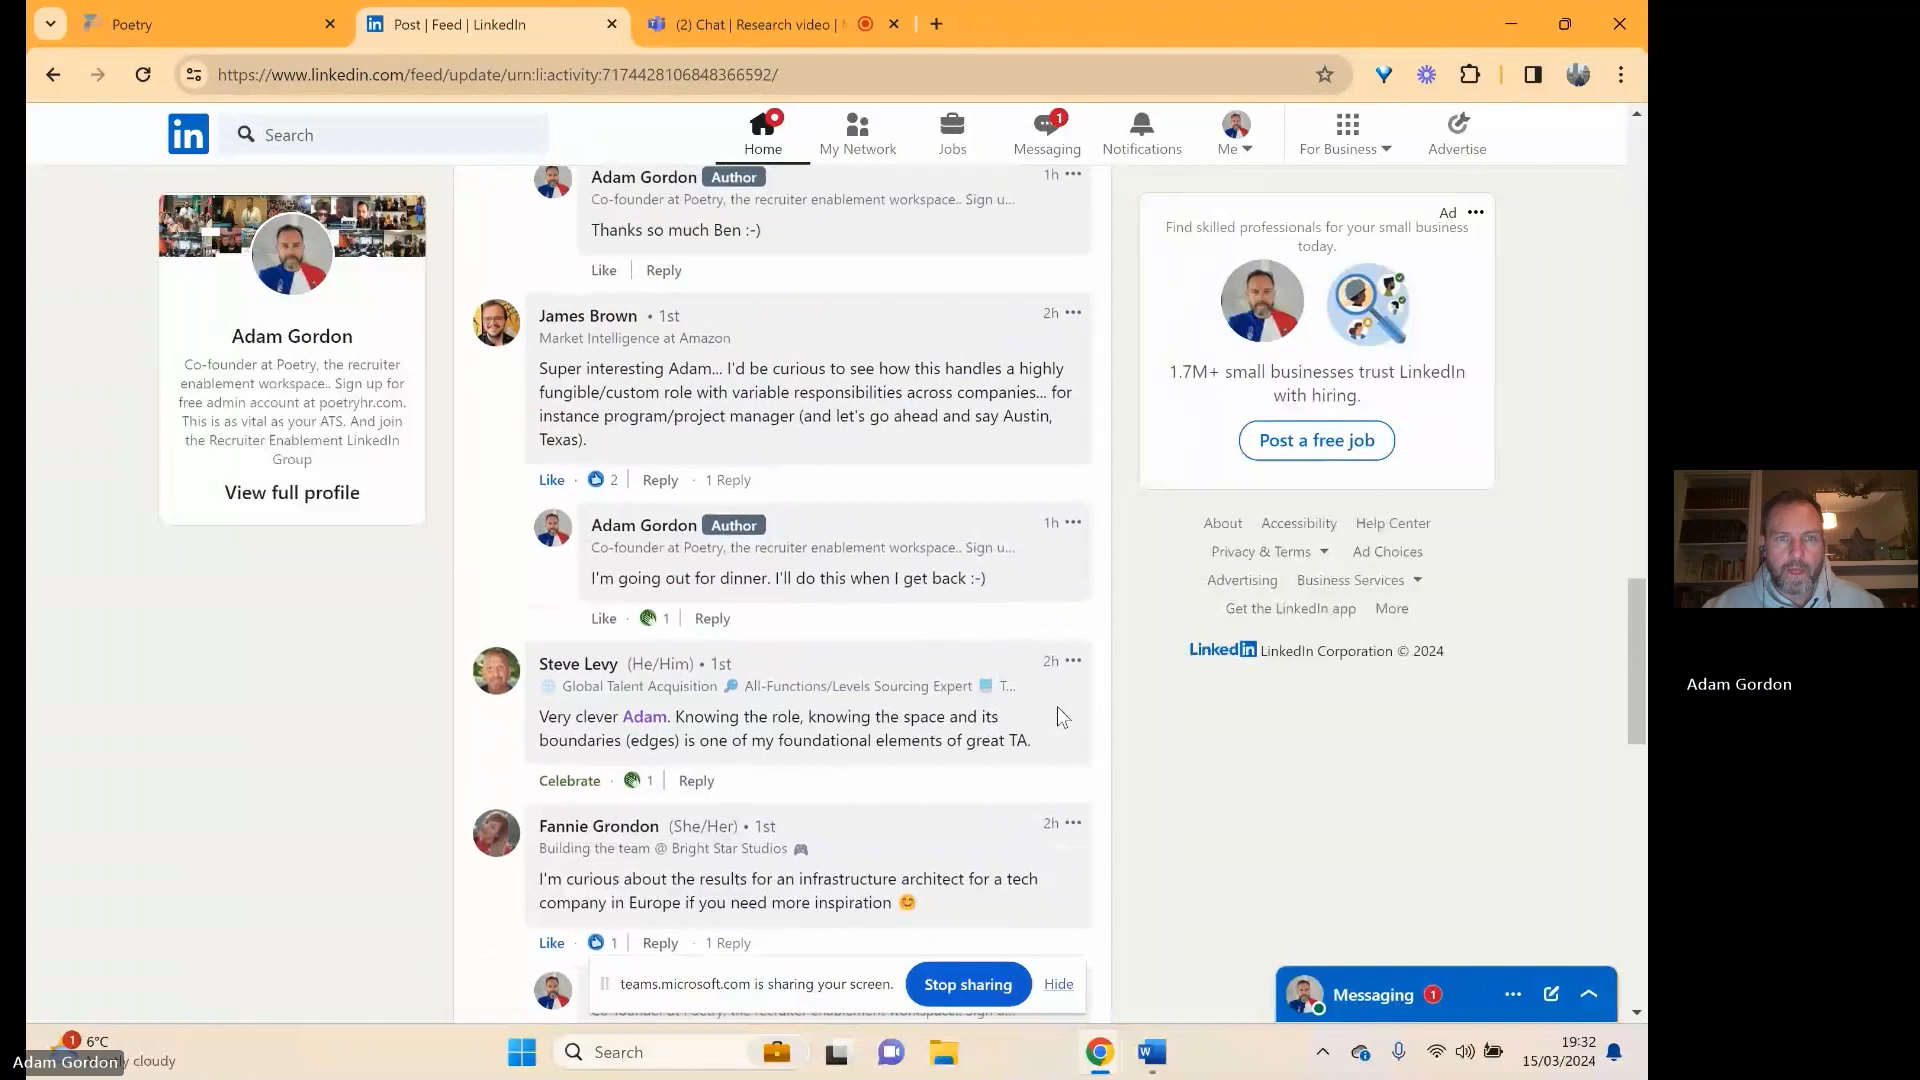 Poetry
Post | Feed | LinkedIn
(2) Chat | Research video |
https://www.linkedin.com/feed/update/urn:li:activity:7174428106848366592/
in
Search
Home
My Network
Jobs
1
Messaging
Notifications
Me
For Business
Advertise
Adam Gordon
Co-founder at Poetry, the recruiter
enablement workspace.. Sign up for
free admin account at poetryhr.com.
This is as vital as your ATS. And join
the Recruiter Enablement LinkedIn
Group
View full profile
Adam Gordon Author 1h
Co-founder at Poetry, the recruiter enablement workspace.. Sign u...
Thanks so much Ben :-)
Like Reply
James Brown • 1st 2h
Market Intelligence at Amazon
Super interesting Adam... I'd be curious to see how this handles a highly
fungible/custom role with variable responsibilities across companies... for
instance program/project manager (and let's go ahead and say Austin,
Texas).
Like · 2 Reply · 1 Reply
Adam Gordon Author 1h
Co-founder at Poetry, the recruiter enablement workspace.. Sign u...
I'm going out for dinner. I'll do this when I get back :-)
Like · 1 Reply
Steve Levy (He/Him) • 1st 2h
Global Talent Acquisition All-Functions/Levels Sourcing Expert T...
Very clever Adam. Knowing the role, knowing the space and its
boundaries (edges) is one of my foundational elements of great TA.
Celebrate · 1 Reply
Fannie Grondon (She/Her) • 1st 2h
Building the team @ Bright Star Studios
I'm curious about the results for an infrastructure architect for a tech
company in Europe if you need more inspiration
Like · 1 Reply · 1 Reply
teams.microsoft.com is sharing your screen. Stop sharing Hide
Ad
Find skilled professionals for your small business
today.
1.7M+ small businesses trust LinkedIn
with hiring.
Post a free job
About Accessibility Help Center
Privacy & Terms Ad Choices
Advertising Business Services
Get the LinkedIn app More
LinkedIn LinkedIn Corporation © 2024
Messaging 1
Adam Gordon
1
6°C
cloudy
Adam Gordon
Search
19:32
15/03/2024